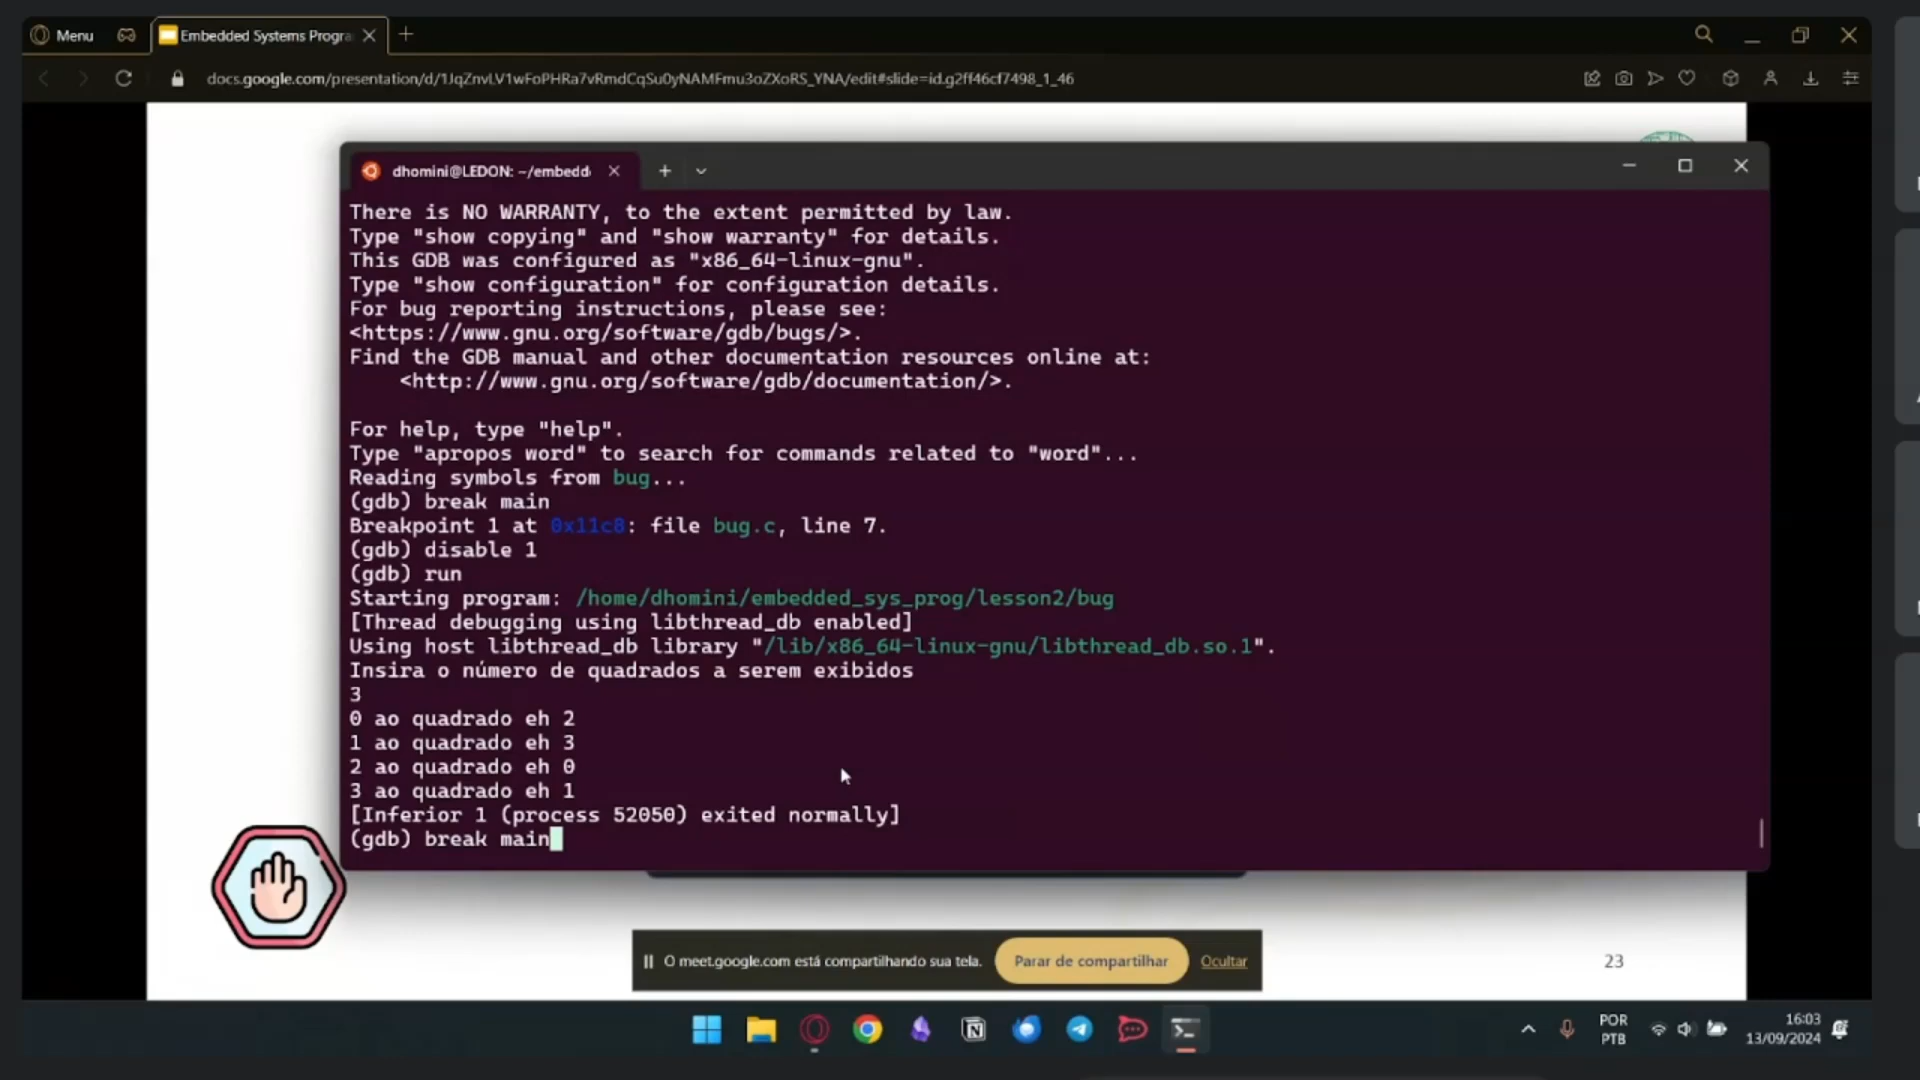 Menu
Embedded Systems Progra
docs.google.com/presentation/d/1JqZnvLV1wFoPHRa7vRmdCqSu0yNAMFmu3oZXoRS_YNA/edit#slide=id.g2ff46cf7498_1_46
dhomini@LEDON: ~/embedd
There is NO WARRANTY, to the extent permitted by law.
Type "show copying" and "show warranty" for details.
This GDB was configured as "x86_64-linux-gnu".
Type "show configuration" for configuration details.
For bug reporting instructions, please see:
<https://www.gnu.org/software/gdb/bugs/>.
Find the GDB manual and other documentation resources online at:
<http://www.gnu.org/software/gdb/documentation/>.
For help, type "help".
Type "apropos word" to search for commands related to "word"...
Reading symbols from bug...
(gdb) break main
Breakpoint 1 at 0x11c8: file bug.c, line 7.
(gdb) disable 1
(gdb) run
Starting program: /home/dhomini/embedded_sys_prog/lesson2/bug
[Thread debugging using libthread_db enabled]
Using host libthread_db library "/lib/x86_64-linux-gnu/libthread_db.so.1".
Insira o número de quadrados a serem exibidos
3
0 ao quadrado eh 2
1 ao quadrado eh 3
2 ao quadrado eh 0
3 ao quadrado eh 1
[Inferior 1 (process 52050) exited normally]
(gdb) break main
O meet.google.com está compartilhando sua tela.
Parar de compartilhar
Ocultar
23
POR
PTB
16:03
13/09/2024